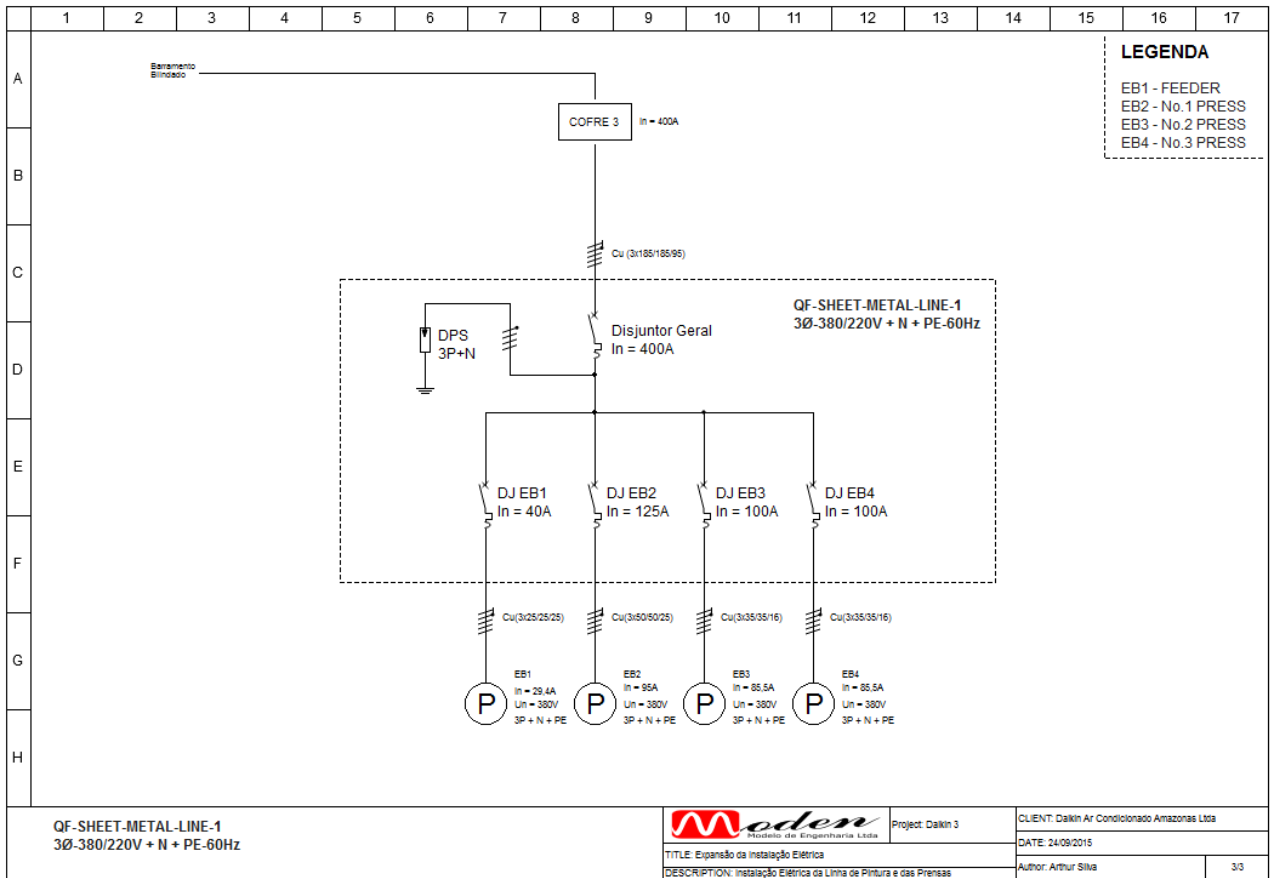 1 2 3 4 5 6 7 8 9 10 11 12 13 14 15 16 17
A
B
C
D
E
F
G
H
Barramento
Blindado
COFRE 3
In = 400A
LEGENDA
EB1 - FEEDER
EB2 - No.1 PRESS
EB3 - No.2 PRESS
EB4 - No.3 PRESS
Cu (3x185/185/95)
QF-SHEET-METAL-LINE-1
3Ø-380/220V + N + PE-60Hz
DPS
3P+N
Disjuntor Geral
In = 400A
DJ EB1
In = 40A
DJ EB2
In = 125A
DJ EB3
In = 100A
DJ EB4
In = 100A
Cu(3x25/25/25)
Cu(3x50/50/25)
Cu(3x35/35/16)
Cu(3x35/35/16)
P
EB1
In = 29,4A
Un = 380V
3P + N + PE
P
EB2
In = 95A
Un = 380V
3P + N + PE
P
EB3
In = 85,5A
Un = 380V
3P + N + PE
P
EB4
In = 85,5A
Un = 380V
3P + N + PE
QF-SHEET-METAL-LINE-1
3Ø-380/220V + N + PE-60Hz
Moden
Modelo de Engenharia Ltda
Project: Daikin 3
TITLE: Expansão da Instalação Elétrica
DESCRIPTION: Instalação Elétrica da Linha de Pintura e das Prensas
CLIENT: Daikin Ar Condicionado Amazonas Ltda
DATE: 24/09/2015
Author: Arthur Silva
3/3